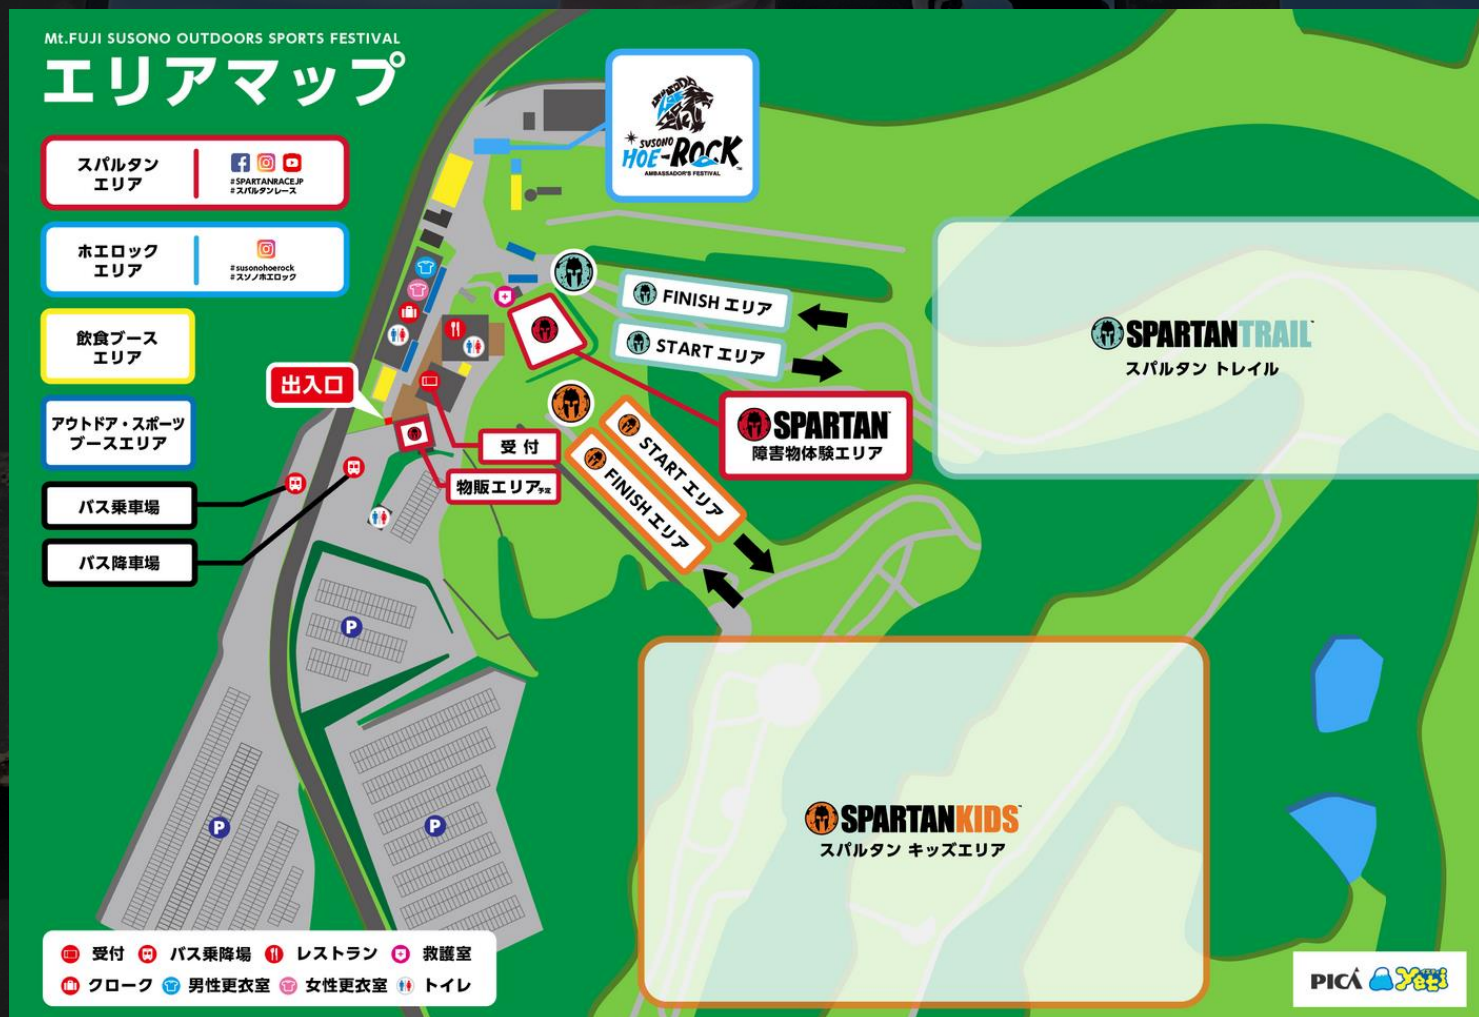 Mt.FUJI SUSONO OUTDOORS SPORTS FESTIVAL
エリアマップ
スパルタン
エリア
#SPARTANRACEJP
#スパルタンレース
ホエロック
エリア
#susonohoerock
#スソノホエロック
飲食ブース
エリア
アウトドア・スポーツ
ブースエリア
バス乗車場
バス降車場
SUSONO
HOE-ROCK
AMBASSADOR'S FESTIVAL
FINISH エリア
START エリア
SPARTAN TRAIL
スパルタン トレイル
SPARTAN
障害物体験エリア
出入口
受付
物販エリア予定
START エリア
FINISH エリア
P
P
P
SPARTAN KIDS
スパルタン キッズエリア
受付 バス乗降場 レストラン 救護室
クローク 男性更衣室 女性更衣室 トイレ
PICA Yeti